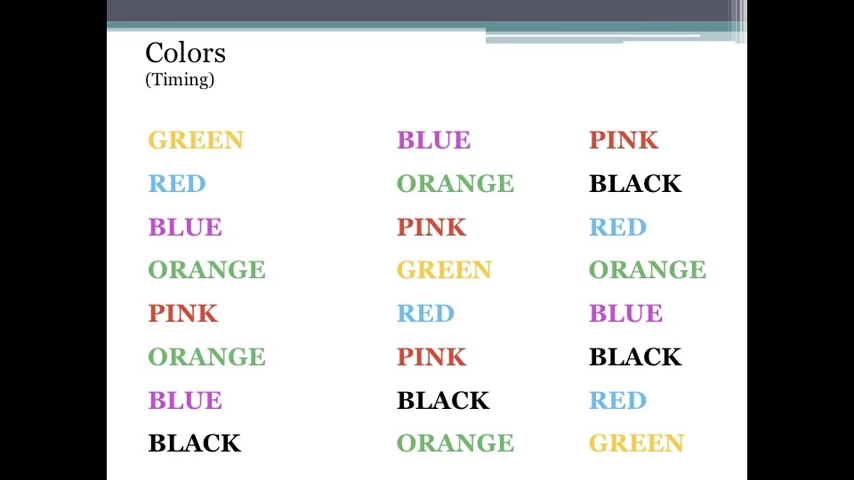 Colors
(Timing)
GREEN BLUE PINK
RED ORANGE BLACK
BLUE PINK RED
ORANGE GREEN ORANGE
PINK RED BLUE
ORANGE PINK BLACK
BLUE BLACK RED
BLACK ORANGE GREEN